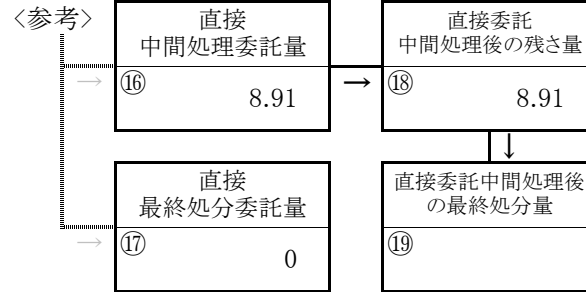 〈参考〉
直接
中間処理委託量
⑯
8.91
直接委託
中間処理後の残さ量
⑱
8.91
→
→
↓
直接
最終処分委託量
⑰
0
直接委託中間処理後
の最終処分量
⑲
→